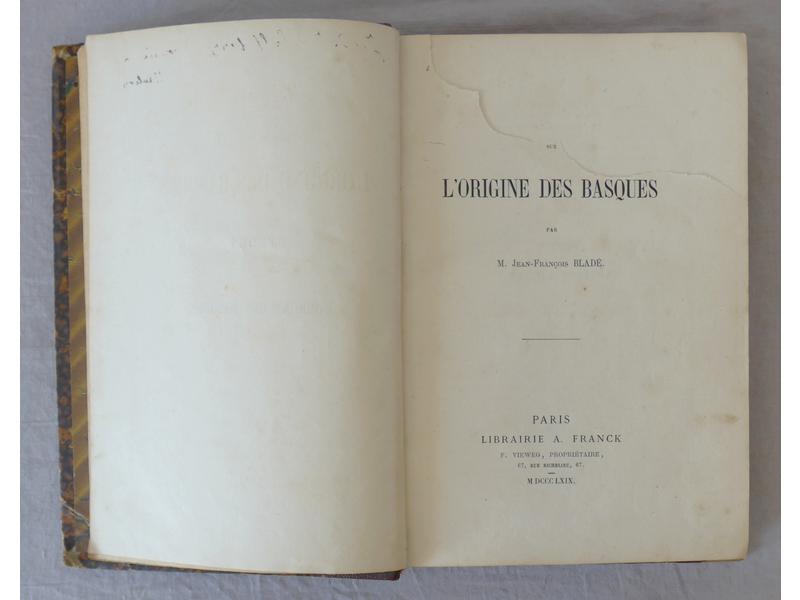 SUR
L'ORIGINE DES BASQUES
PAR
M. JEAN-FRANÇOIS BLADÉ.
PARIS
LIBRAIRIE A. FRANCK
F. VIEWEG, PROPRIÉTAIRE,
67, RUE RICHELIEU, 67.
MDCCCLXIX.